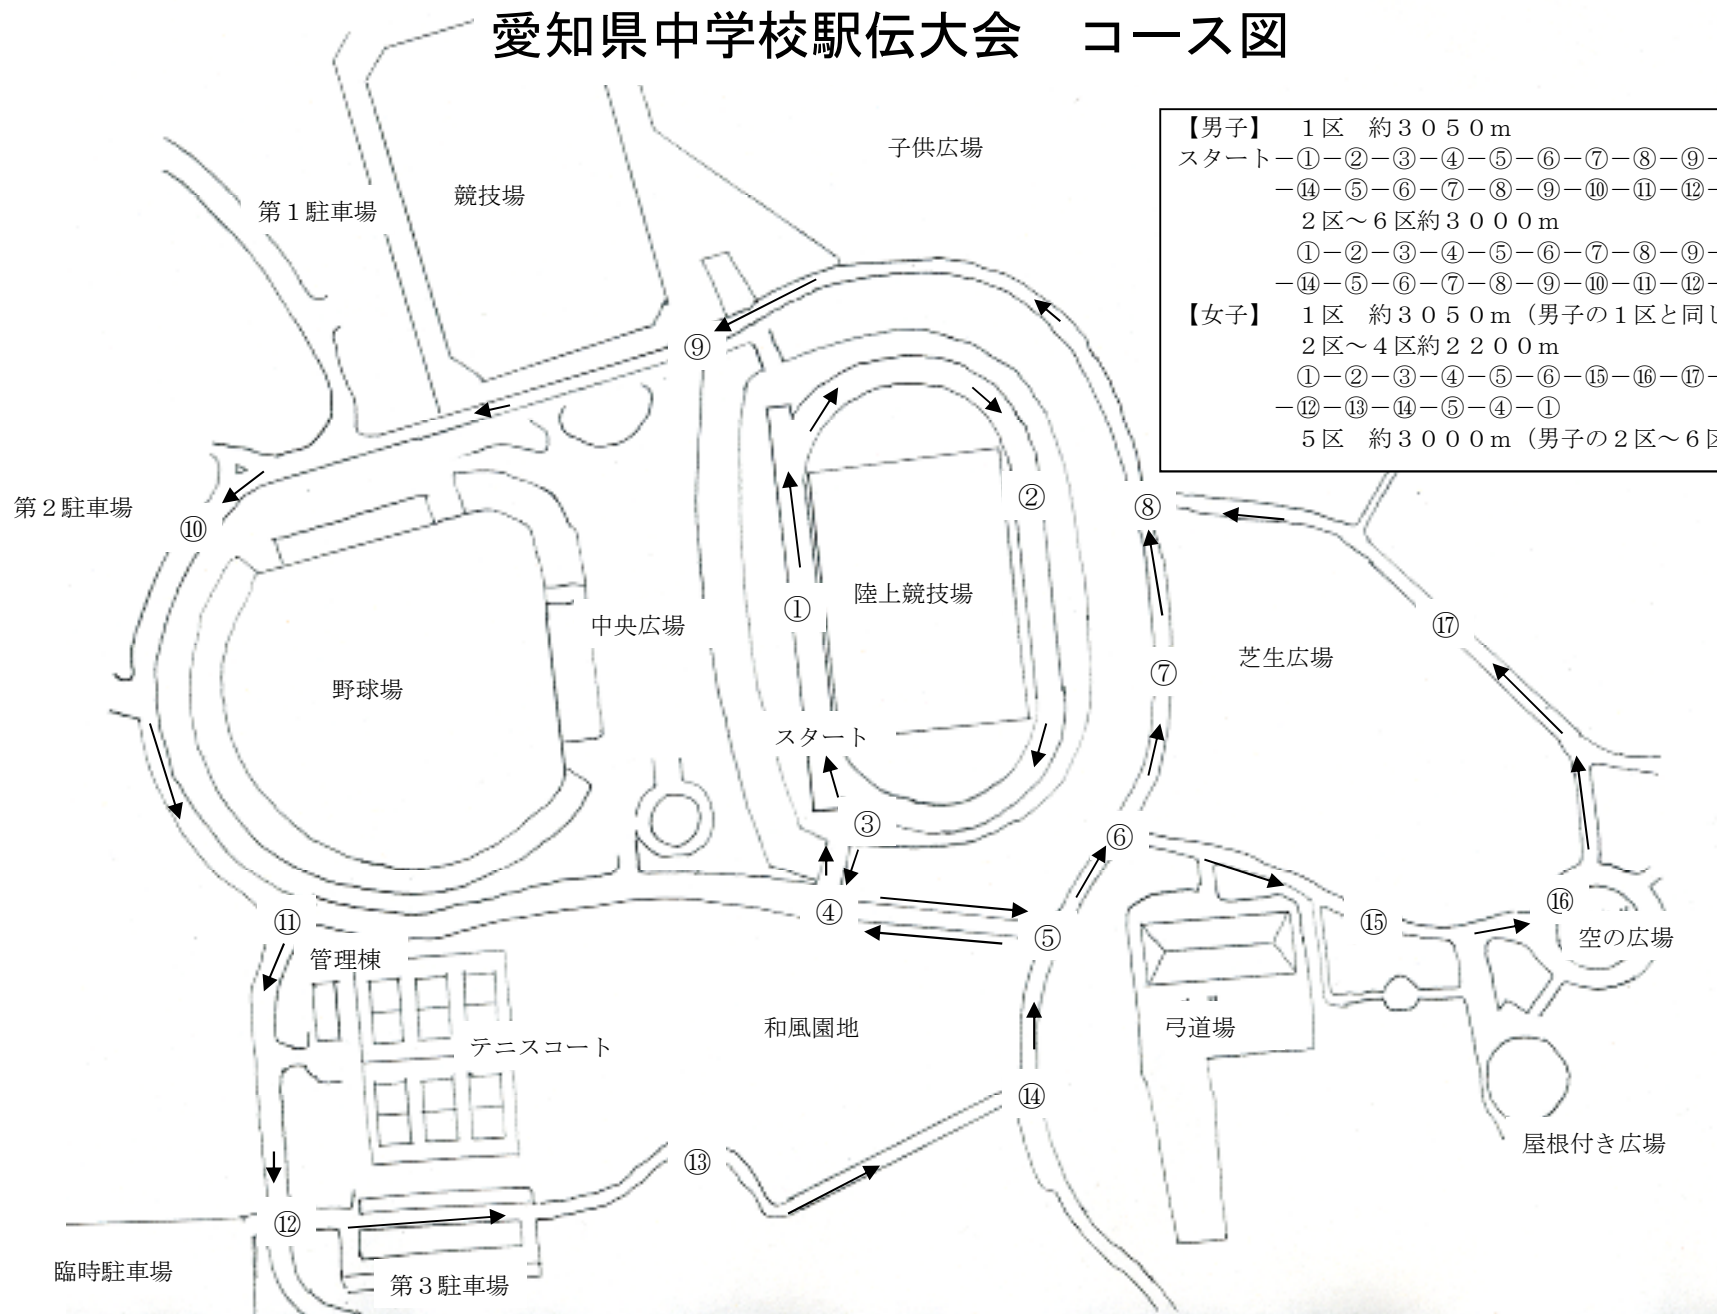 愛知県中学校駅伝大会　コース図
【男子】　１区　約３０５０ｍ
スタート－①－②－③－④－⑤－⑥－⑦－⑧－⑨－
－⑭－⑤－⑥－⑦－⑧－⑨－⑩－⑪－⑫－
２区～６区約３０００ｍ
①－②－③－④－⑤－⑥－⑦－⑧－⑨－
－⑭－⑤－⑥－⑦－⑧－⑨－⑩－⑪－⑫－
【女子】　１区　約３０５０ｍ（男子の１区と同じ
２区～４区約２２００ｍ
①－②－③－④－⑤－⑥－⑮－⑯－⑰－
－⑫－⑬－⑭－⑤－④－①
５区　約３０００ｍ（男子の２区～６区
子供広場
競技場
第１駐車場
⑨
②
⑧
第２駐車場
⑩
陸上競技場
①
中央広場
⑰
芝生広場
⑦
野球場
スタート
③
⑥
④
⑯
⑪
⑮
⑤
空の広場
管理棟
和風園地
弓道場
テニスコート
⑭
屋根付き広場
⑬
⑫
臨時駐車場
第３駐車場